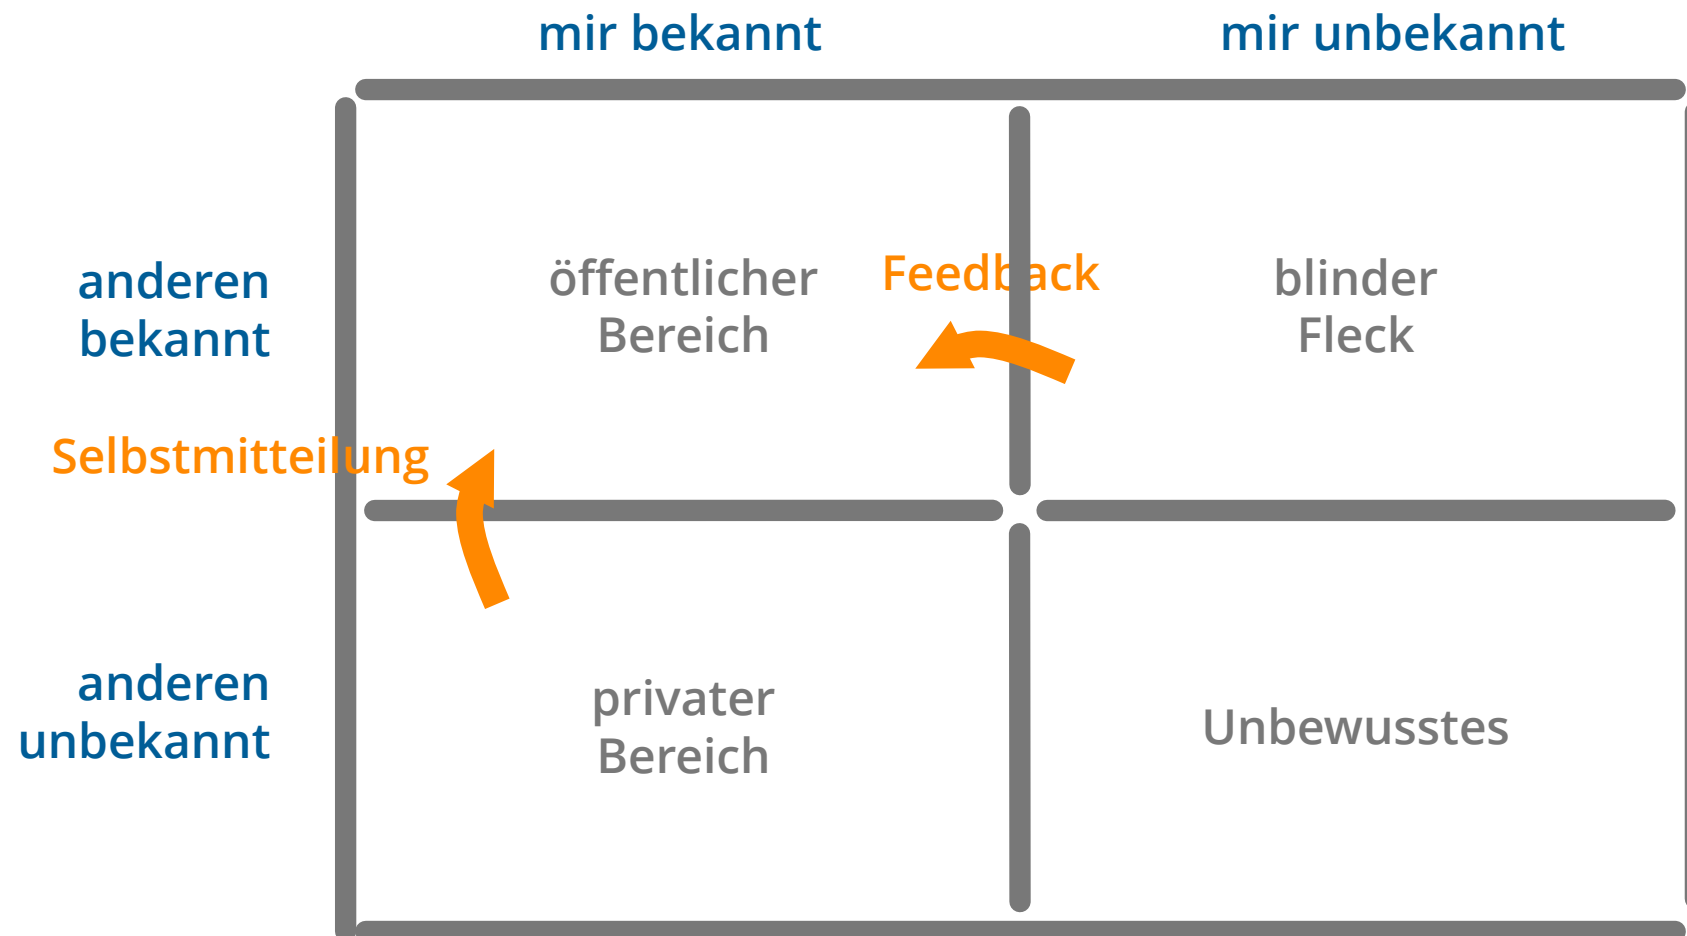 mir bekannt
mir unbekannt
anderen
bekannt
öffentlicher
Bereich
Feedback
blinder
Fleck
Selbstmitteilung
anderen
unbekannt
privater
Bereich
Unbewusstes